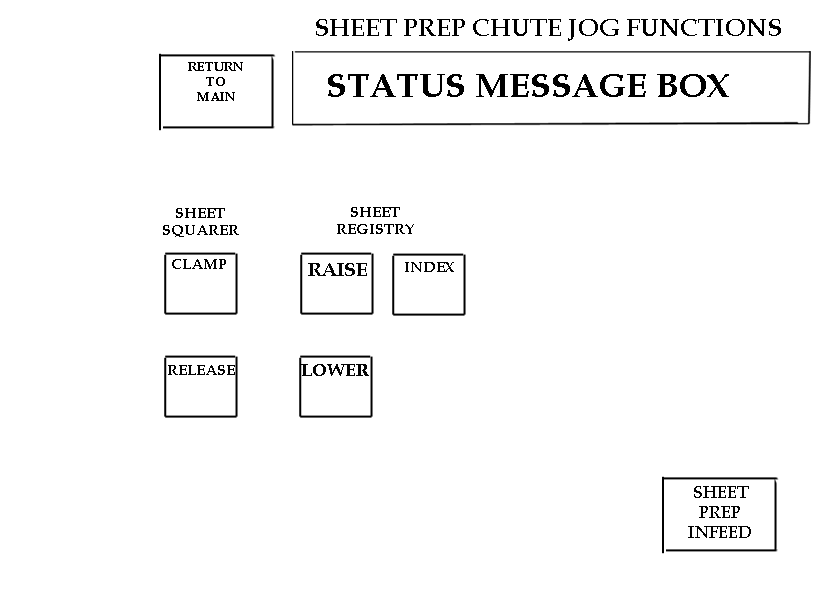 SHEET PREP CHUTE JOG FUNCTIONS
RETURN
TO
MAIN
STATUS MESSAGE BOX
SHEET
SQUARER
SHEET
REGISTRY
CLAMP
RAISE
INDEX
RELEASE
LOWER
SHEET
PREP
INFEED